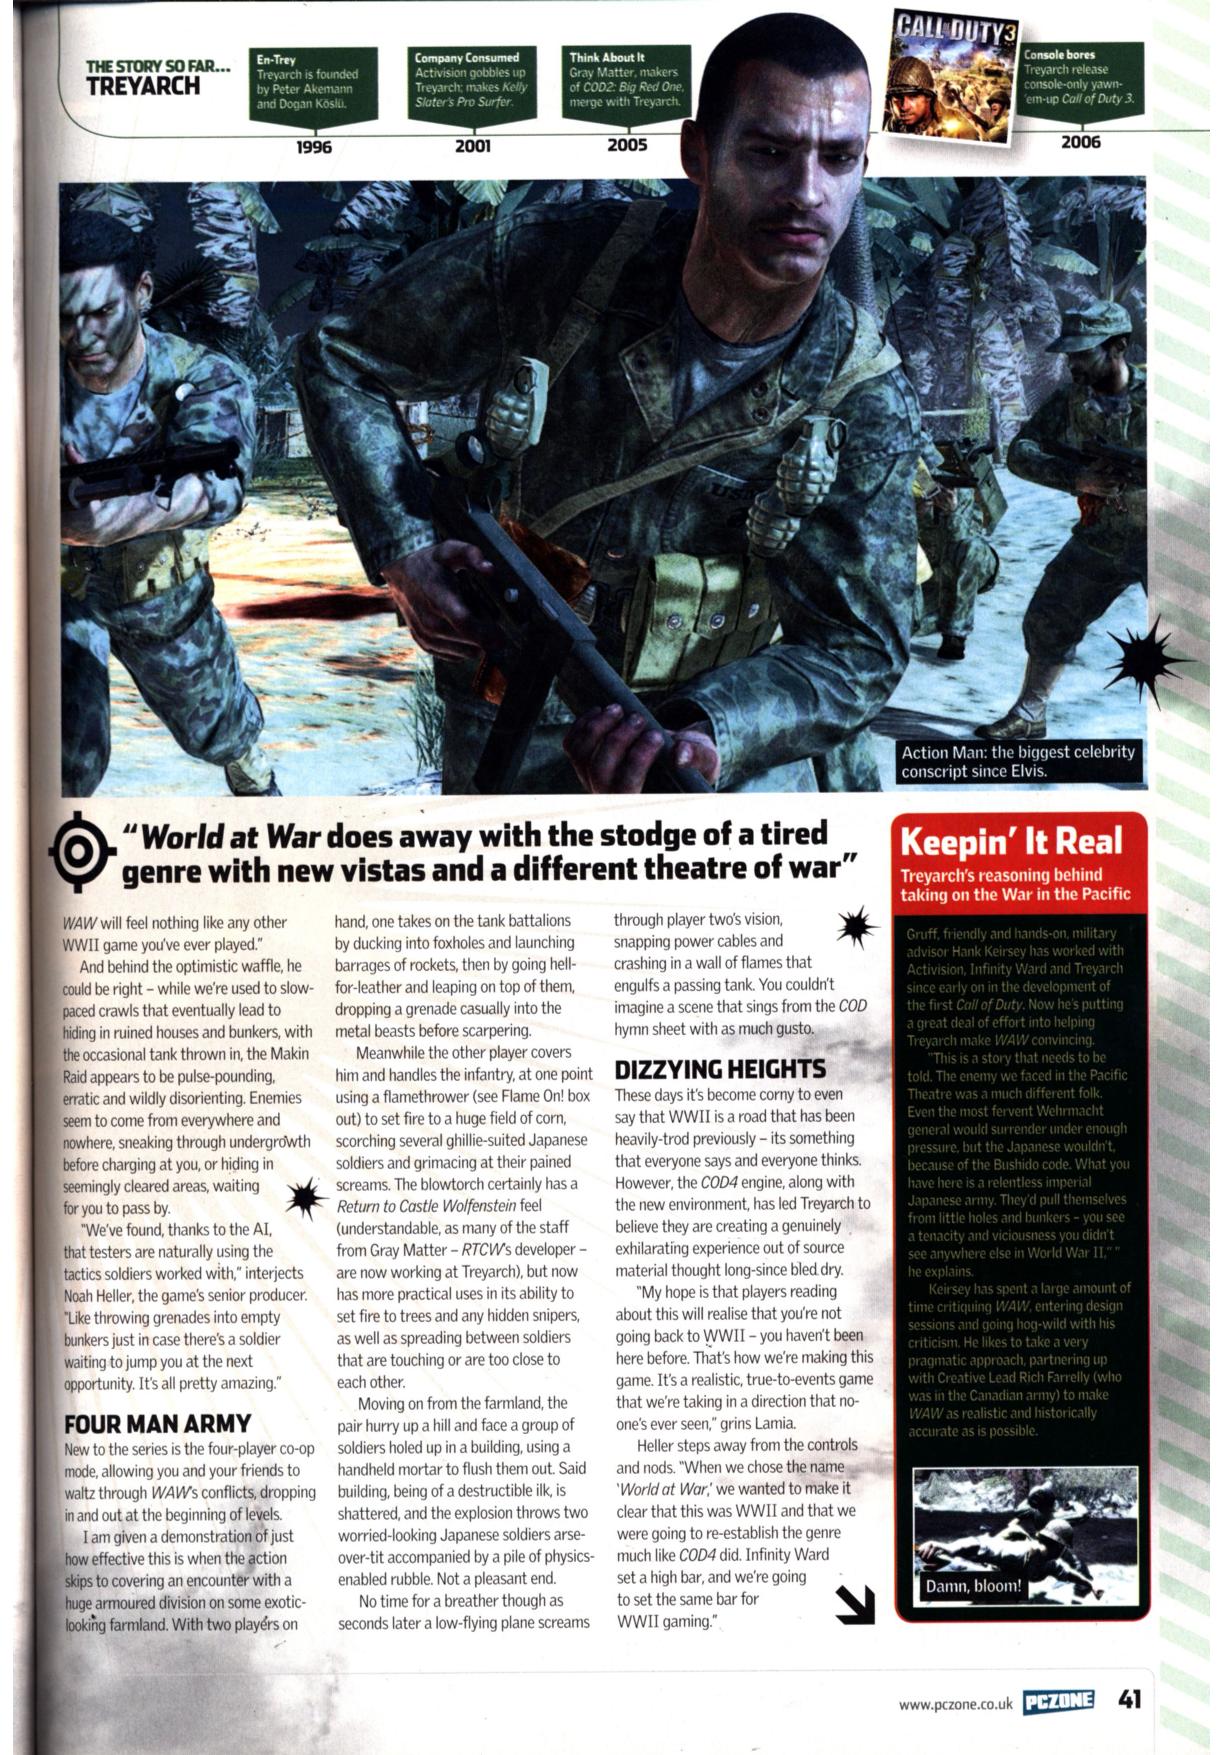 THE STORY SO FAR...
TREYARCH
En-Trey
Treyarch is founded
by Peter Akemann
and Dogan Köslü.
1996
Company Consumed
Activision gobbles up
Treyarch; makes Kelly
Slater's Pro Surfer.
2001
Think About It
Gray Matter, makers
of COD2: Big Red One,
merge with Treyarch.
2005
CALL OF DUTY 3
Console bores
Treyarch release
console-only yawn-
'em-up Call of Duty 3.
2006
Action Man: the biggest celebrity
conscript since Elvis.
"World at War does away with the stodge of a tired
genre with new vistas and a different theatre of war"
WAW will feel nothing like any other
WWII game you've ever played."
And behind the optimistic waffle, he
could be right – while we're used to slow-
paced crawls that eventually lead to
hiding in ruined houses and bunkers, with
the occasional tank thrown in, the Makin
Raid appears to be pulse-pounding,
erratic and wildly disorienting. Enemies
seem to come from everywhere and
nowhere, sneaking through undergrowth
before charging at you, or hiding in
seemingly cleared areas, waiting
for you to pass by.
"We've found, thanks to the AI,
that testers are naturally using the
tactics soldiers worked with," interjects
Noah Heller, the game's senior producer.
"Like throwing grenades into empty
bunkers just in case there's a soldier
waiting to jump you at the next
opportunity. It's all pretty amazing."
FOUR MAN ARMY
New to the series is the four-player co-op
mode, allowing you and your friends to
waltz through WAW's conflicts, dropping
in and out at the beginning of levels.
I am given a demonstration of just
how effective this is when the action
skips to covering an encounter with a
huge armoured division on some exotic-
looking farmland. With two players on
hand, one takes on the tank battalions
by ducking into foxholes and launching
barrages of rockets, then by going hell-
for-leather and leaping on top of them,
dropping a grenade casually into the
metal beasts before scarpering.
Meanwhile the other player covers
him and handles the infantry, at one point
using a flamethrower (see Flame On! box
out) to set fire to a huge field of corn,
scorching several ghillie-suited Japanese
soldiers and grimacing at their pained
screams. The blowtorch certainly has a
Return to Castle Wolfenstein feel
(understandable, as many of the staff
from Gray Matter – RTCW's developer –
are now working at Treyarch), but now
has more practical uses in its ability to
set fire to trees and any hidden snipers,
as well as spreading between soldiers
that are touching or are too close to
each other.
Moving on from the farmland, the
pair hurry up a hill and face a group of
soldiers holed up in a building, using a
handheld mortar to flush them out. Said
building, being of a destructible ilk, is
shattered, and the explosion throws two
worried-looking Japanese soldiers arse-
over-tit accompanied by a pile of physics-
enabled rubble. Not a pleasant end.
No time for a breather though as
seconds later a low-flying plane screams
through player two's vision,
snapping power cables and
crashing in a wall of flames that
engulfs a passing tank. You couldn't
imagine a scene that sings from the COD
hymn sheet with as much gusto.
DIZZYING HEIGHTS
These days it's become corny to even
say that WWII is a road that has been
heavily-trod previously – its something
that everyone says and everyone thinks.
However, the COD4 engine, along with
the new environment, has led Treyarch to
believe they are creating a genuinely
exhilarating experience out of source
material thought long-since bled dry.
"My hope is that players reading
about this will realise that you're not
going back to WWII – you haven't been
here before. That's how we're making this
game. It's a realistic, true-to-events game
that we're taking in a direction that no-
one's ever seen," grins Lamia.
Heller steps away from the controls
and nods. "When we chose the name
'World at War,' we wanted to make it
clear that this was WWII and that we
were going to re-establish the genre
much like COD4 did. Infinity Ward
set a high bar, and we're going
to set the same bar for
WWII gaming."
Keepin' It Real
Treyarch's reasoning behind
taking on the War in the Pacific
Gruff, friendly and hands-on, military
advisor Hank Keirsey has worked with
Activision, Infinity Ward and Treyarch
since early on in the development of
the first Call of Duty. Now he's putting
a great deal of effort into helping
Treyarch make WAW convincing.
"This is a story that needs to be
told. The enemy we faced in the Pacific
Theatre was a much different folk.
Even the most fervent Wehrmacht
general would surrender under enough
pressure, but the Japanese wouldn't,
because of the Bushido code. What you
have here is a relentless imperial
Japanese army. They'd pull themselves
from little holes and bunkers – you see
a tenacity and viciousness you didn't
see anywhere else in World War II," "
he explains.
Keirsey has spent a large amount of
time critiquing WAW, entering design
sessions and going hog-wild with his
criticism. He likes to take a very
pragmatic approach, partnering up
with Creative Lead Rich Farrelly (who
was in the Canadian army) to make
WAW as realistic and historically
accurate as is possible.
Damn, bloom!
www.pczone.co.uk PCZONE 41